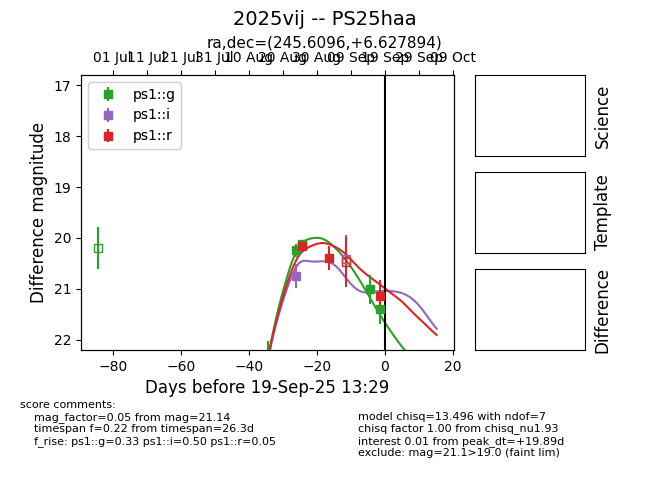 2025vij -- PS25haa
ra,dec=(245.6096,+6.627894)
01 Jul 11 Jul 21 Jul 31 Jul 10 Aug 20 Aug 30 Aug 09 Sep 19 Sep 29 Sep 09 Oct
17
18
19
20
21
22
Difference magnitude
ps1::g
ps1::i
ps1::r
−80 −60 −40 −20 0 20
Days before 19-Sep-25 13:29
Science
Template
Difference
score comments:
mag_factor=0.05 from mag=21.14
timespan f=0.22 from timespan=26.3d
f_rise: ps1::g=0.33 ps1::i=0.50 ps1::r=0.05
model chisq=13.496 with ndof=7
chisq factor 1.00 from chisq_nu1.93
interest 0.01 from peak_dt=+19.89d
exclude: mag=21.1>19.0 (faint lim)